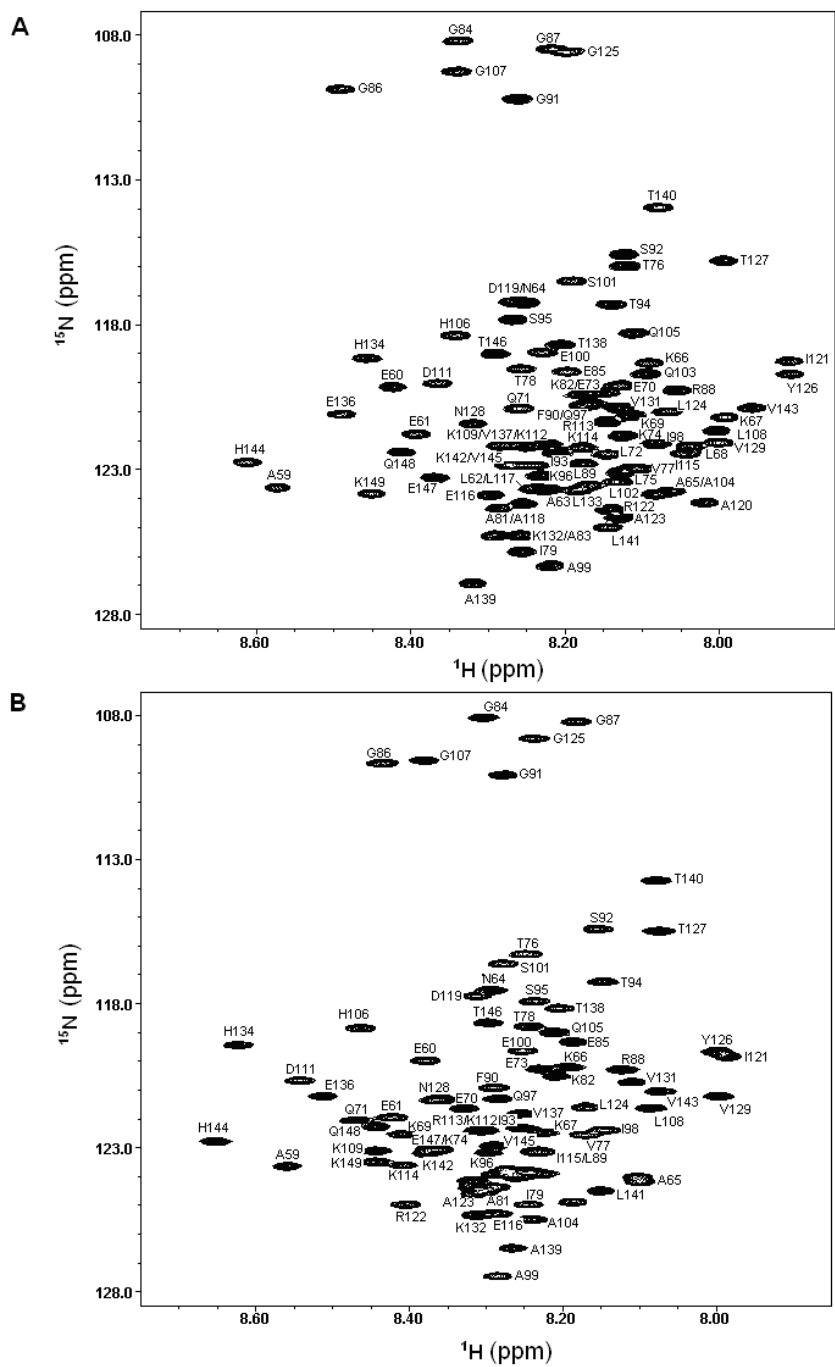 A
108.0
G84
G87
G125
G107
G86
G91
113.0
T140
S92
T127
T76
S101
D119/N64
T94
118.0
S95
H106
Q105
T138
H134
T146
E100
K66
I121
E85
Q103
T78
Y126
E60
D111
K82/E73
E70
R88
Q71
V131
L124
V143
E136
N128
F90/Q97
K69
K67
R113
L108
E61
K109/V137/K112
K114
K74
I98
V129
Q148
K142/V145
I93
L72
L68
H144
L89
V77
I115
A59
E147
K96
L75
K149
L62/L117
A63
L133
L102
A65/A104
E116
R122
A120
A81/A118
A123
K132/A83
L141
I79
A99
A139
123.0
128.0
15N (ppm)
8.60
8.40
8.20
8.00
1H (ppm)
B
108.0
G84
G87
G125
G86
G107
G91
113.0
T140
S92
T127
T76
S101
N64
T94
D119
118.0
S95
H106
T146
T138
T78
Q105
H134
E100
E85
Y126
E60
K66
I121
E73
R88
D111
F90
K82
V131
E136
N128
Q97
E61
E70
L124
V143
V129
Q71
V137
L108
R113/K112
I93
K67
Q148
K69
I98
E147/K74
V145
V77
H144
K109
A59
K149
K142
K96
I115/L89
K114
A65
A123
A81
I79
L141
R122
K132
E116
A104
A139
A99
123.0
128.0
15N (ppm)
8.60
8.40
8.20
8.00
1H (ppm)